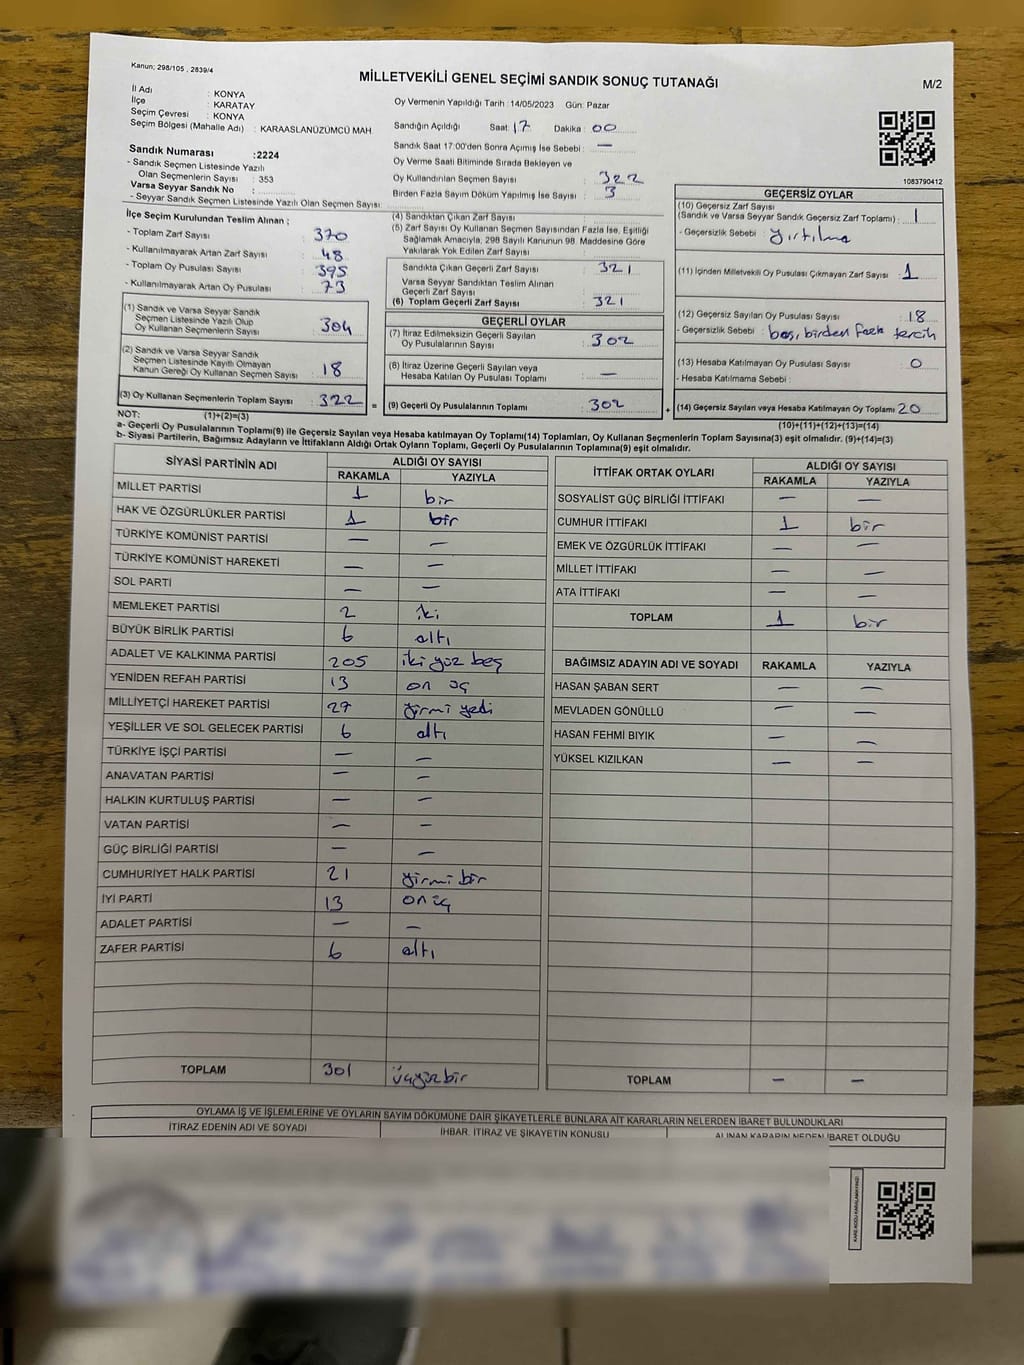 Kanun; 298/105 , 2839/4
MİLLETVEKİLİ GENEL SEÇİMİ SANDIK SONUÇ TUTANAĞI
M/2
İl Adı : KONYA
İlçe : KARATAY
Seçim Çevresi : KONYA
Seçim Bölgesi (Mahalle Adı) : KARAASLANÜZÜMCÜ MAH.
Sandık Numarası :2224
- Sandık Seçmen Listesinde Yazılı
Olan Seçmenlerin Sayısı : 353
Varsa Seyyar Sandık No :
- Seyyar Sandık Seçmen Listesinde Yazılı Olan Seçmen Sayısı:
Oy Vermenin Yapıldığı Tarih : 14/05/2023 Gün: Pazar
Sandığın Açıldığı Saat: 17 Dakika : 00
Sandık Saat 17:00'den Sonra Açılmış İse Sebebi : —
Oy Verme Saati Bitiminde Sırada Bekleyen ve
Oy Kullandırılan Seçmen Sayısı : 322
Birden Fazla Sayım Döküm Yapılmış İse Sayısı : 3
1083790412
İlçe Seçim Kurulundan Teslim Alınan ;
- Toplam Zarf Sayısı : 370
- Kullanılmayarak Artan Zarf Sayısı : 48
- Toplam Oy Pusulası Sayısı : 395
- Kullanılmayarak Artan Oy Pusulası : 73
(1) Sandık ve Varsa Seyyar Sandık
Seçmen Listesinde Yazılı Olup
Oy Kullanan Seçmenlerin Sayısı : 304
(2) Sandık ve Varsa Seyyar Sandık
Seçmen Listesinde Kayıtlı Olmayan
Kanun Gereği Oy Kullanan Seçmen Sayısı : 18
(3) Oy Kullanan Seçmenlerin Toplam Sayısı : 322
(4) Sandıktan Çıkan Zarf Sayısı :
(5) Zarf Sayısı Oy Kullanan Seçmen Sayısından Fazla İse, Eşitliği
Sağlamak Amacıyla, 298 Sayılı Kanunun 98. Maddesine Göre
Yakılarak Yok Edilen Zarf Sayısı :
Sandıkta Çıkan Geçerli Zarf Sayısı : 321
Varsa Seyyar Sandıktan Teslim Alınan
Geçerli Zarf Sayısı :
(6) Toplam Geçerli Zarf Sayısı : 321
GEÇERLİ OYLAR
(7) İtiraz Edilmeksizin Geçerli Sayılan
Oy Pusulalarının Sayısı : 302
(8) İtiraz Üzerine Geçerli Sayılan veya
Hesaba Katılan Oy Pusulası Toplamı : —
= (9) Geçerli Oy Pusulalarının Toplamı : 302
GEÇERSİZ OYLAR
(10) Geçersiz Zarf Sayısı
(Sandık ve Varsa Seyyar Sandık Geçersiz Zarf Toplamı) : 1
- Geçersizlik Sebebi : Yırtılma
(11) İçinden Milletvekili Oy Pusulası Çıkmayan Zarf Sayısı : 1
(12) Geçersiz Sayılan Oy Pusulası Sayısı : 18
- Geçersizlik Sebebi : boş, birden fazla tercih
(13) Hesaba Katılmayan Oy Pusulası Sayısı : 0
- Hesaba Katılmama Sebebi :
+ (14) Geçersiz Sayılan veya Hesaba Katılmayan Oy Toplamı : 20
NOT: (1)+(2)=(3)
(10)+(11)+(12)+(13)=(14)
a- Geçerli Oy Pusulaları Toplamı(9) ile Geçersiz Sayılan veya Hesaba katılmayan Oy Toplamı(14) Toplamları, Oy Kullanan Seçmenlerin Toplam Sayısına(3) eşit olmalıdır. (9)+(14)=(3)
b- Siyasi Partilerin, Bağımsız Adayların ve İttifakların Aldığı Ortak Oyların Toplamı, Geçerli Oy Pusulalarının Toplamına(9) eşit olmalıdır.
SİYASİ PARTİNİN ADI ALDIĞI OY SAYISI
RAKAMLA YAZIYLA
MİLLET PARTİSİ 1 bir
HAK VE ÖZGÜRLÜKLER PARTİSİ 1 bir
TÜRKİYE KOMÜNİST PARTİSİ — —
TÜRKİYE KOMÜNİST HAREKETİ — —
SOL PARTİ — —
MEMLEKET PARTİSİ 2 iki
BÜYÜK BİRLİK PARTİSİ 6 altı
ADALET VE KALKINMA PARTİSİ 205 iki yüz beş
YENİDEN REFAH PARTİSİ 13 on üç
MİLLİYETÇİ HAREKET PARTİSİ 27 yirmi yedi
YEŞİLLER VE SOL GELECEK PARTİSİ 6 altı
TÜRKİYE İŞÇİ PARTİSİ — —
ANAVATAN PARTİSİ — —
HALKIN KURTULUŞ PARTİSİ — —
VATAN PARTİSİ — —
GÜÇ BİRLİĞİ PARTİSİ — —
CUMHURİYET HALK PARTİSİ 21 yirmi bir
İYİ PARTİ 13 on üç
ADALET PARTİSİ — —
ZAFER PARTİSİ 6 altı
TOPLAM 301 üçyüzbir
İTTİFAK ORTAK OYLARI ALDIĞI OY SAYISI
RAKAMLA YAZIYLA
SOSYALİST GÜÇ BİRLİĞİ İTTİFAKI — —
CUMHUR İTTİFAKI 1 bir
EMEK VE ÖZGÜRLÜK İTTİFAKI — —
MİLLET İTTİFAKI — —
ATA İTTİFAKI — —
TOPLAM 1 bir
BAĞIMSIZ ADAYIN ADI VE SOYADI RAKAMLA YAZIYLA
HASAN ŞABAN SERT — —
MEVLADEN GÖNÜLLÜ — —
HASAN FEHMİ BIYIK — —
YÜKSEL KIZILKAN — —
TOPLAM — —
OYLAMA İŞ VE İŞLEMLERİNE VE OYLARIN SAYIM DÖKÜMÜNE DAİR ŞİKAYETLERLE BUNLARA AİT KARARLARIN NELERDEN İBARET BULUNDUKLARI
İTİRAZ EDENİN ADI VE SOYADI İHBAR, İTİRAZ VE ŞİKAYETİN KONUSU ALINAN KARARIN NEDEN İBARET OLDUĞU